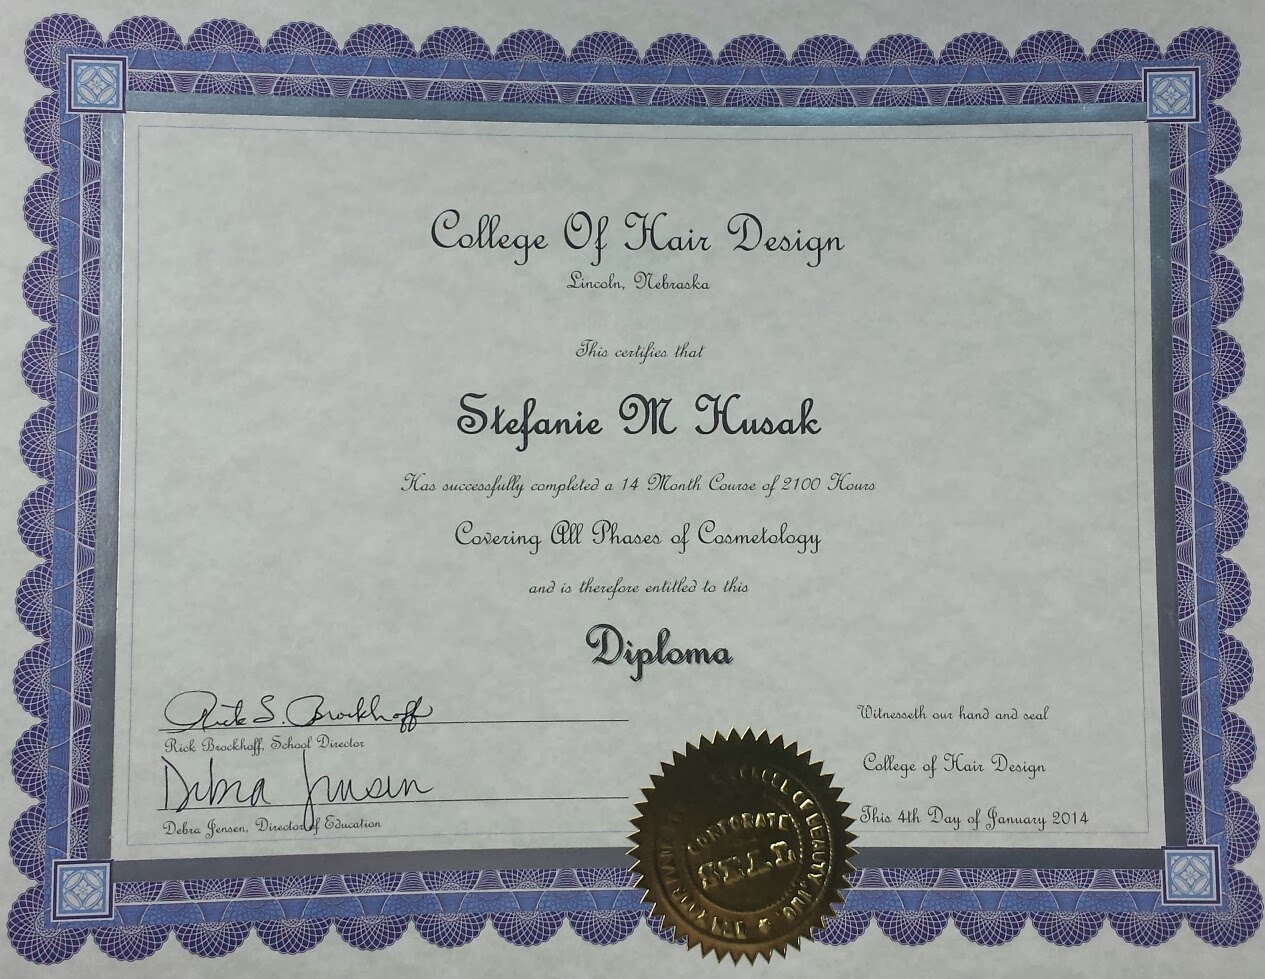 College Of Hair Design
Lincoln, Nebraska
This certifies that
Stefanie M Husak
Has successfully completed a 14 Month Course of 2100 Hours
Covering All Phases of Cosmetology
and is therefore entitled to this
Diploma
Rick S. Brockhoff
Rick Brockhoff, School Director
Debra Jensen
Debra Jensen, Director of Education
Witnesseth our hand and seal
College of Hair Design
This 4th Day of January 2014
OF BEAUTY, INC.
CORPORATE
SEAL